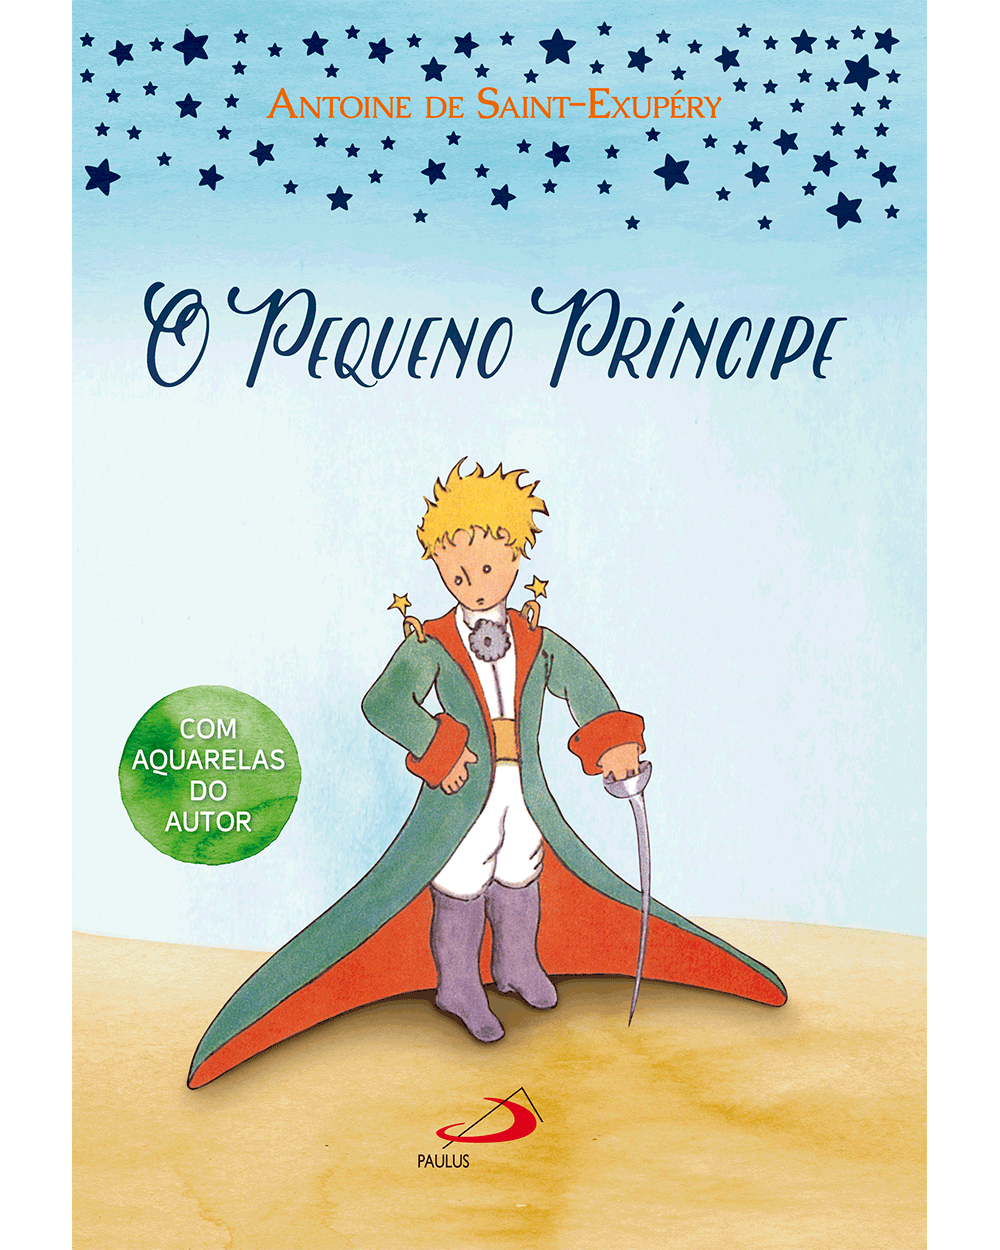 Antoine de Saint-Exupéry
O Pequeno Príncipe
COM
AQUARELAS
DO
AUTOR
PAULUS